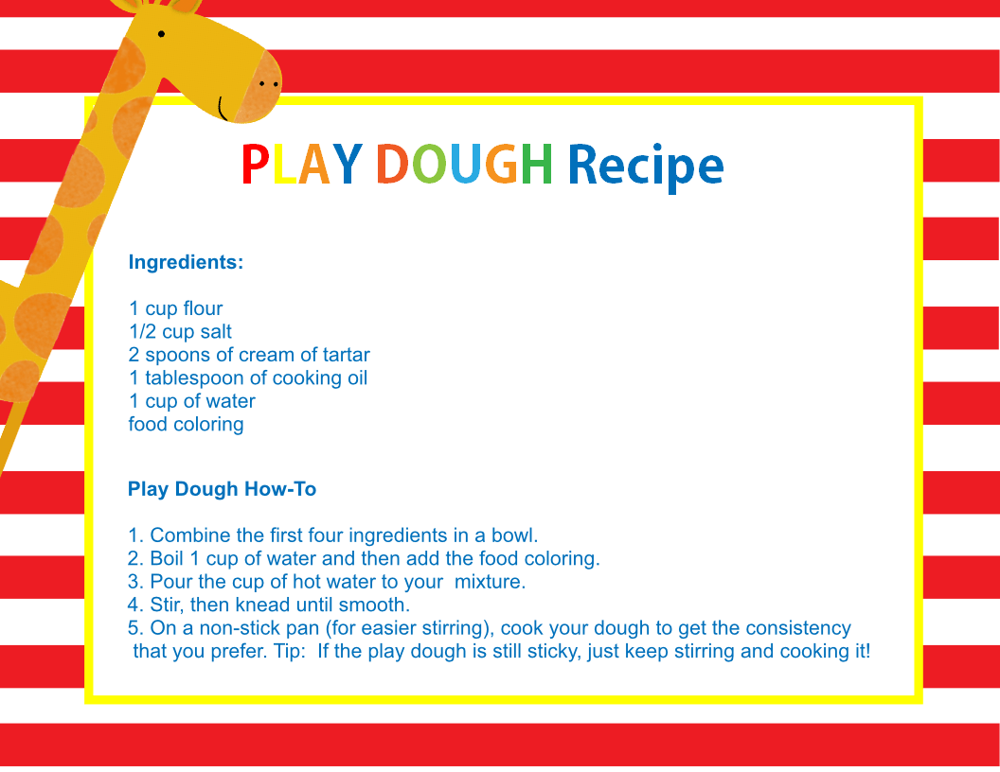 PLAY DOUGH Recipe
Ingredients:
1 cup flour
1/2 cup salt
2 spoons of cream of tartar
1 tablespoon of cooking oil
1 cup of water
food coloring
Play Dough How-To
1. Combine the first four ingredients in a bowl.
2. Boil 1 cup of water and then add the food coloring.
3. Pour the cup of hot water to your  mixture.
4. Stir, then knead until smooth.
5. On a non-stick pan (for easier stirring), cook your dough to get the consistency
that you prefer. Tip:  If the play dough is still sticky, just keep stirring and cooking it!